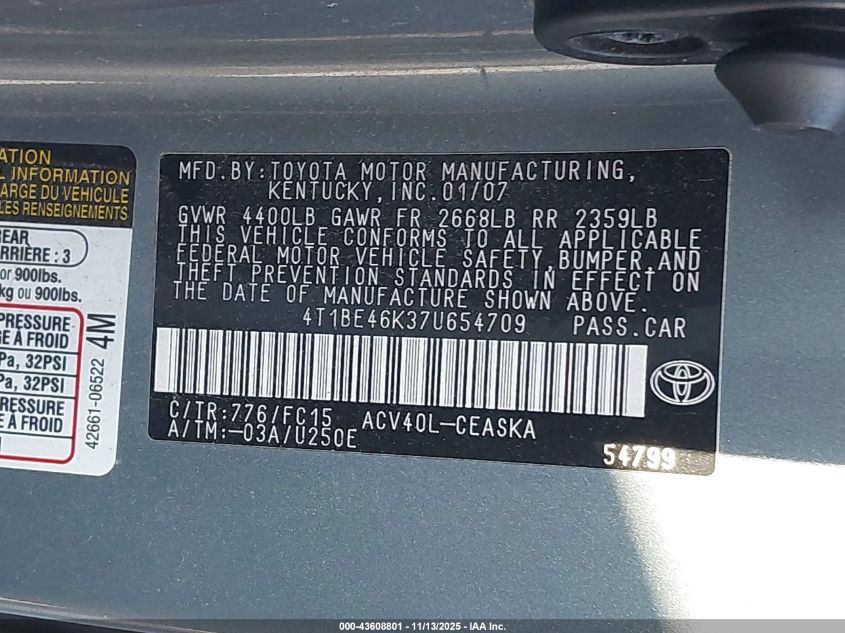 ATION
INFORMATION
ARGE DU VÉHICULE
LES RENSEIGNEMENTS
REAR
ARRIÈRE : 3
or 900lbs.
kg ou 900lbs.
PRESSURE
E À FROID
Pa, 32PSI
Pa, 32PSI
PRESSURE
E À FROID
42661-06522 4M
MFD.BY:TOYOTA MOTOR MANUFACTURING,
KENTUCKY,INC.01/07
GVWR 4400LB GAWR FR 2668LB RR 2359LB
THIS VEHICLE CONFORMS TO ALL APPLICABLE
FEDERAL MOTOR VEHICLE SAFETY,BUMPER,AND
THEFT PREVENTION STANDARDS IN EFFECT ON
THE DATE OF MANUFACTURE SHOWN ABOVE.
4T1BE46K37U654709 PASS.CAR
C/TR:776/FC15 ACV40L-CEASKA
A/TM:-03A/U250E
54799
000-43608801 - 11/13/2025 - IAA Inc.